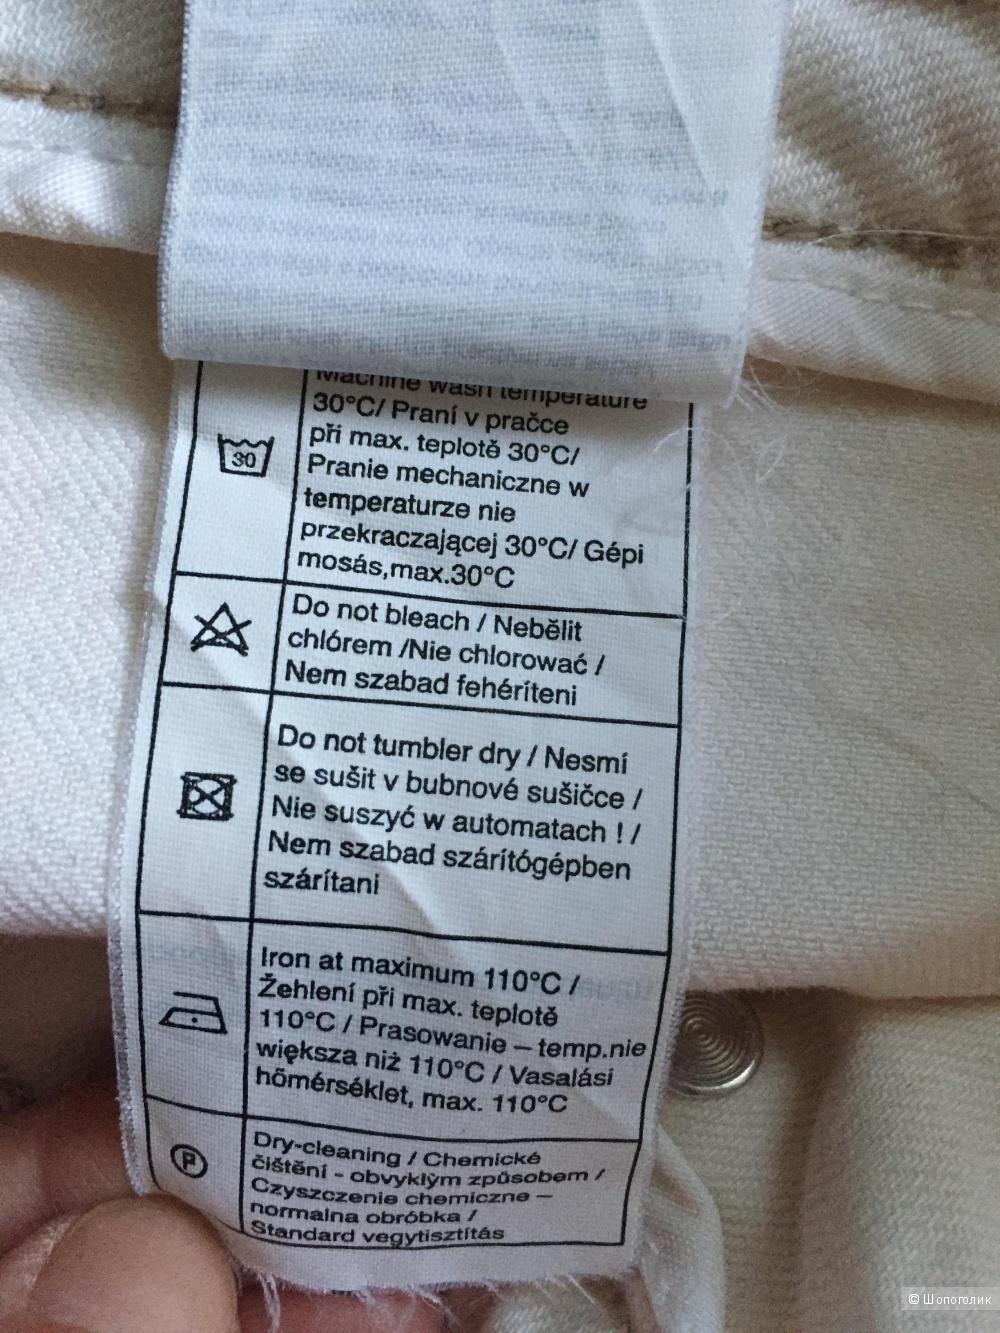 Machine wash temperature
30°C/ Praní v pračce
při max. teplotě 30°C/
Pranie mechaniczne w
temperaturze nie
przekraczającej 30°C/ Gépi
mosás,max.30°C
30
Do not bleach / Nebělit
chlórem /Nie chlorować /
Nem szabad fehéríteni
Do not tumbler dry / Nesmí
se sušit v bubnové sušičce /
Nie suszyć w automatach ! /
Nem szabad szárítógépben
szárítani
Iron at maximum 110°C /
Žehlení při max. teplotě
110°C / Prasowanie – temp.nie
większa niż 110°C / Vasalási
hőmérséklet, max. 110°C
P
Dry-cleaning / Chemické
čištění - obvyklým způsobem /
Czyszczenie chemiczne –
normalna obróbka /
Standard vegytisztítás
© Шопоголик